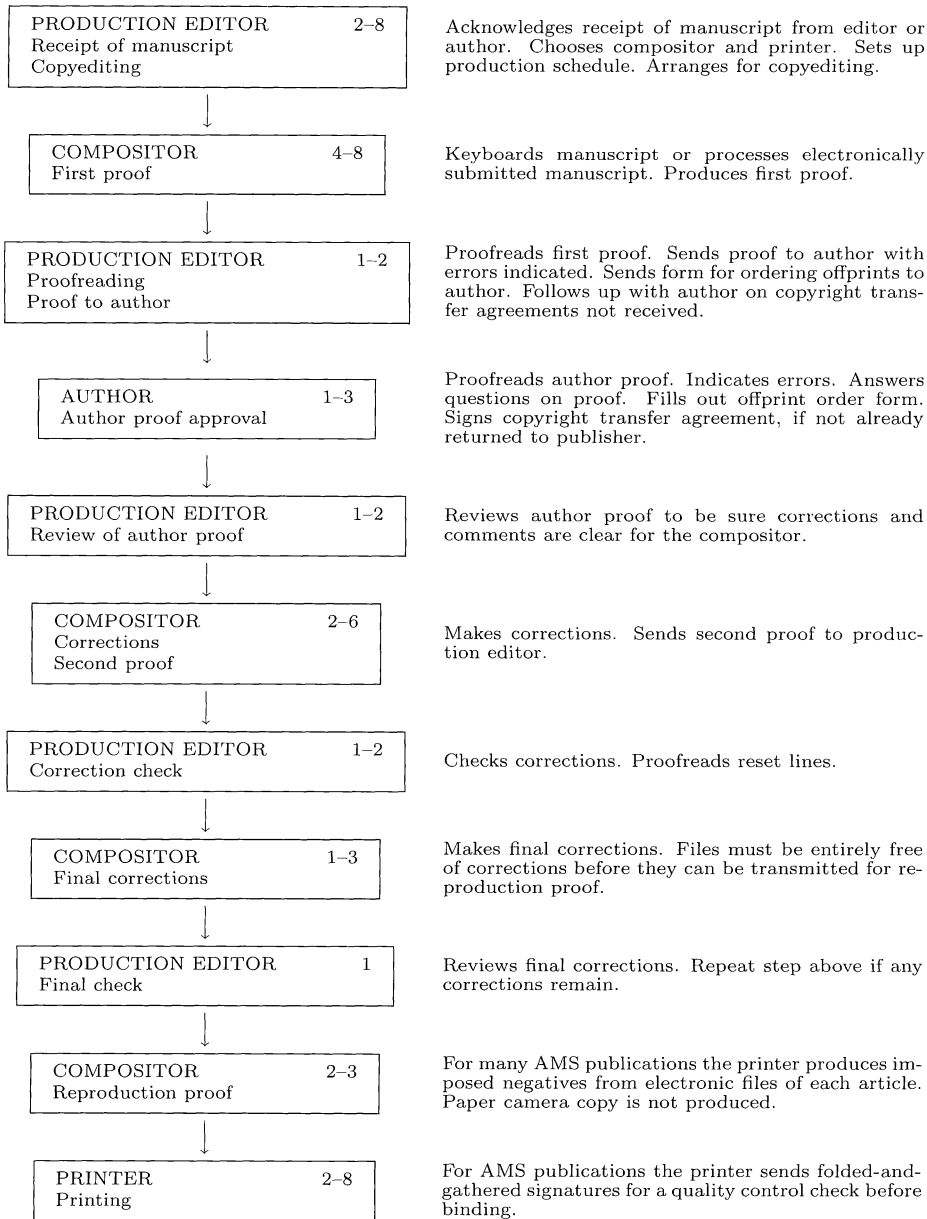 PRODUCTION EDITOR 2–8
Receipt of manuscript
Copyediting
Acknowledges receipt of manuscript from editor or
author. Chooses compositor and printer. Sets up
production schedule. Arranges for copyediting.
COMPOSITOR 4–8
First proof
Keyboards manuscript or processes electronically
submitted manuscript. Produces first proof.
PRODUCTION EDITOR 1–2
Proofreading
Proof to author
Proofreads first proof. Sends proof to author with
errors indicated. Sends form for ordering offprints to
author. Follows up with author on copyright trans-
fer agreements not received.
AUTHOR 1–3
Author proof approval
Proofreads author proof. Indicates errors. Answers
questions on proof. Fills out offprint order form.
Signs copyright transfer agreement, if not already
returned to publisher.
PRODUCTION EDITOR 1–2
Review of author proof
Reviews author proof to be sure corrections and
comments are clear for the compositor.
COMPOSITOR 2–6
Corrections
Second proof
Makes corrections. Sends second proof to produc-
tion editor.
PRODUCTION EDITOR 1–2
Correction check
Checks corrections. Proofreads reset lines.
COMPOSITOR 1–3
Final corrections
Makes final corrections. Files must be entirely free
of corrections before they can be transmitted for re-
production proof.
PRODUCTION EDITOR 1
Final check
Reviews final corrections. Repeat step above if any
corrections remain.
COMPOSITOR 2–3
Reproduction proof
For many AMS publications the printer produces im-
posed negatives from electronic files of each article.
Paper camera copy is not produced.
PRINTER 2–8
Printing
For AMS publications the printer sends folded-and-
gathered signatures for a quality control check before
binding.